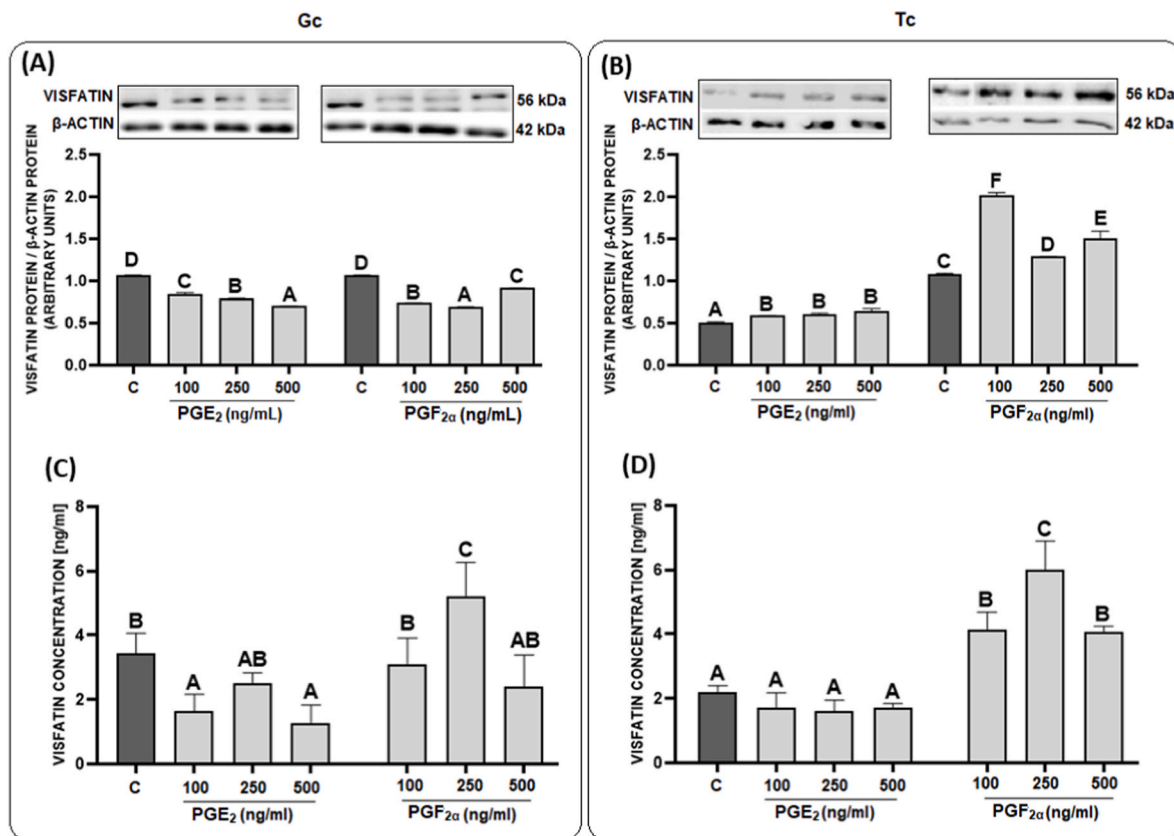 Gc
Tc
(A)
VISFATIN
56 kDa
β-ACTIN
42 kDa
VISFATIN PROTEIN / β-ACTIN PROTEIN
(ARBITRARY UNITS)
2.5
2.0
1.5
1.0
0.5
0.0
D C B A D B A C
C 100 250 500 C 100 250 500
PGE₂ (ng/mL) PGF₂α (ng/mL)
(B)
VISFATIN
56 kDa
β-ACTIN
42 kDa
VISFATIN PROTEIN / β-ACTIN PROTEIN
(ARBITRARY UNITS)
2.5
2.0
1.5
1.0
0.5
0.0
A B B B C F D E
C 100 250 500 C 100 250 500
PGE₂ (ng/ml) PGF₂α (ng/ml)
(C)
VISFATIN CONCENTRATION [ng/ml]
8
6
4
2
0
B A AB A B C AB
C 100 250 500 100 250 500
PGE₂ (ng/ml) PGF₂α (ng/ml)
(D)
VISFATIN CONCENTRATION [ng/ml]
8
6
4
2
0
A A A A B C B
C 100 250 500 100 250 500
PGE₂ (ng/ml) PGF₂α (ng/ml)